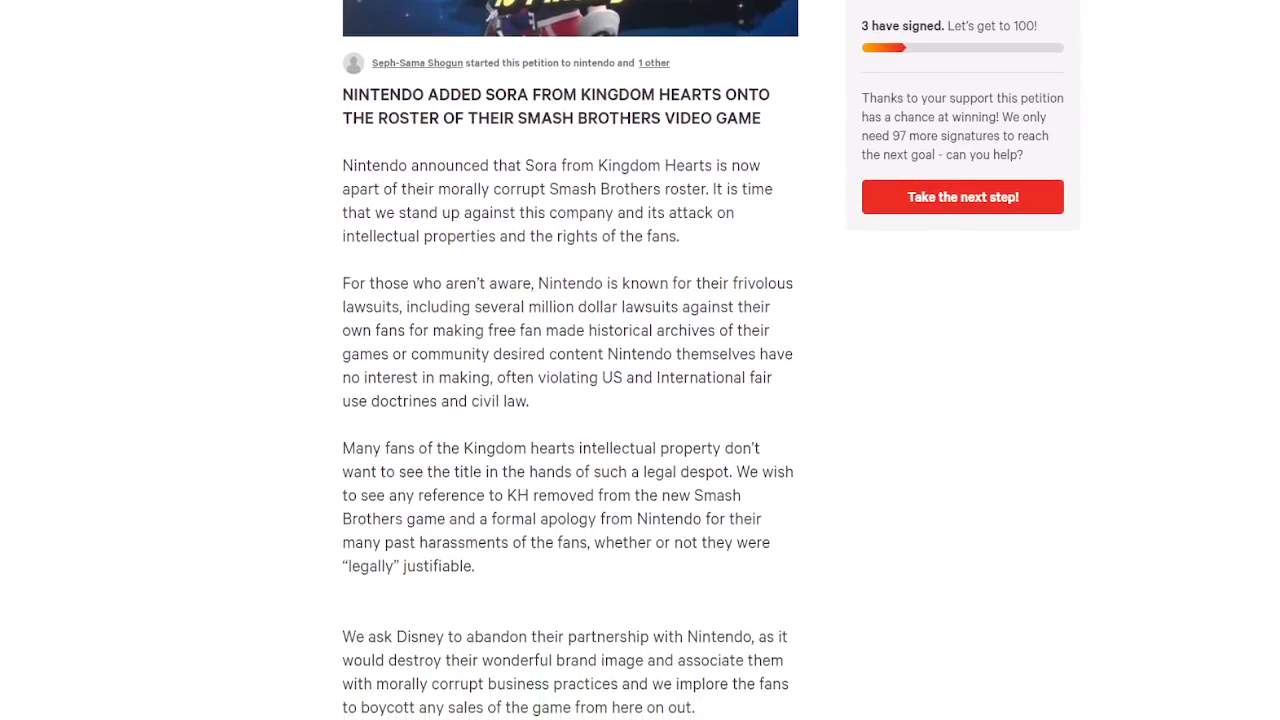 Seph-Sama Shogun started this petition to nintendo and 1 other
NINTENDO ADDED SORA FROM KINGDOM HEARTS ONTO
THE ROSTER OF THEIR SMASH BROTHERS VIDEO GAME
Nintendo announced that Sora from Kingdom Hearts is now
apart of their morally corrupt Smash Brothers roster. It is time
that we stand up against this company and its attack on
intellectual properties and the rights of the fans.
For those who aren’t aware, Nintendo is known for their frivolous
lawsuits, including several million dollar lawsuits against their
own fans for making free fan made historical archives of their
games or community desired content Nintendo themselves have
no interest in making, often violating US and International fair
use doctrines and civil law.
Many fans of the Kingdom hearts intellectual property don’t
want to see the title in the hands of such a legal despot. We wish
to see any reference to KH removed from the new Smash
Brothers game and a formal apology from Nintendo for their
many past harassments of the fans, whether or not they were
“legally” justifiable.
We ask Disney to abandon their partnership with Nintendo, as it
would destroy their wonderful brand image and associate them
with morally corrupt business practices and we implore the fans
to boycott any sales of the game from here on out.
3 have signed. Let’s get to 100!
Thanks to your support this petition
has a chance at winning! We only
need 97 more signatures to reach
the next goal - can you help?
Take the next step!